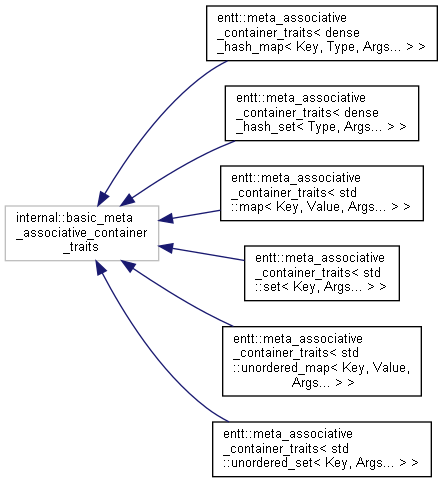 entt::meta_associative
_container_traits< dense
_hash_map< Key, Type, Args... > >
entt::meta_associative
_container_traits< dense
_hash_set< Type, Args... > >
entt::meta_associative
_container_traits< std
::map< Key, Value, Args... > >
internal::basic_meta
_associative_container
_traits
entt::meta_associative
_container_traits< std
::set< Key, Args... > >
entt::meta_associative
_container_traits< std
::unordered_map< Key, Value,
Args... > >
entt::meta_associative
_container_traits< std
::unordered_set< Key, Args... > >